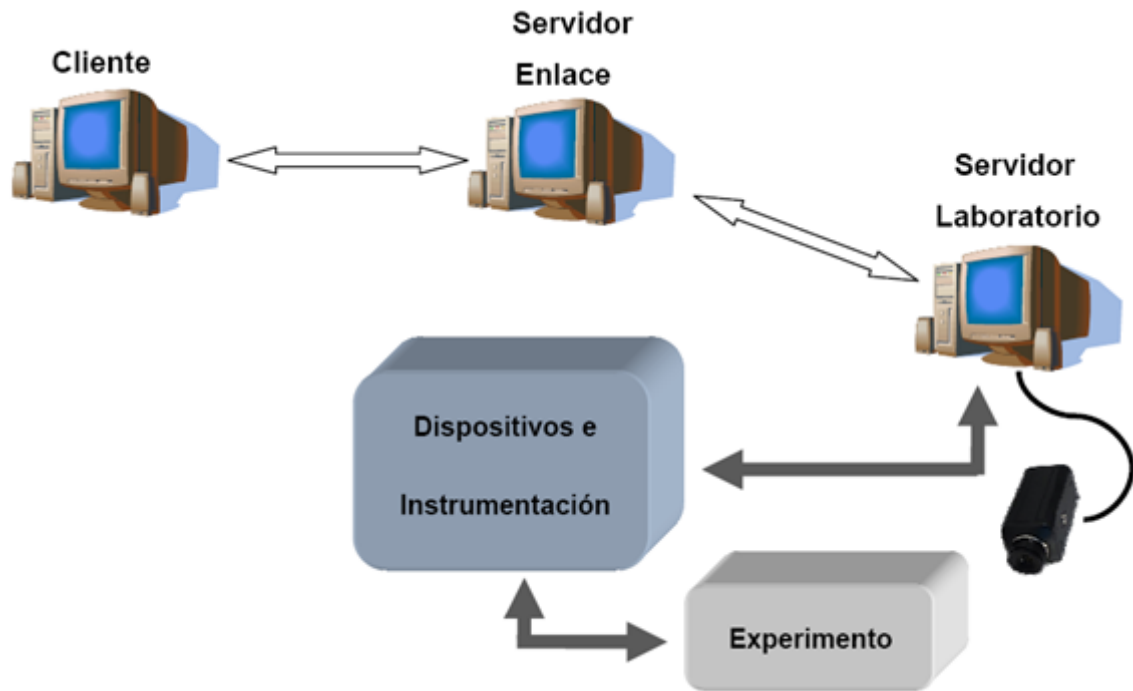 Cliente
Servidor
Enlace
Servidor
Laboratorio
Dispositivos e
Instrumentación
Experimento